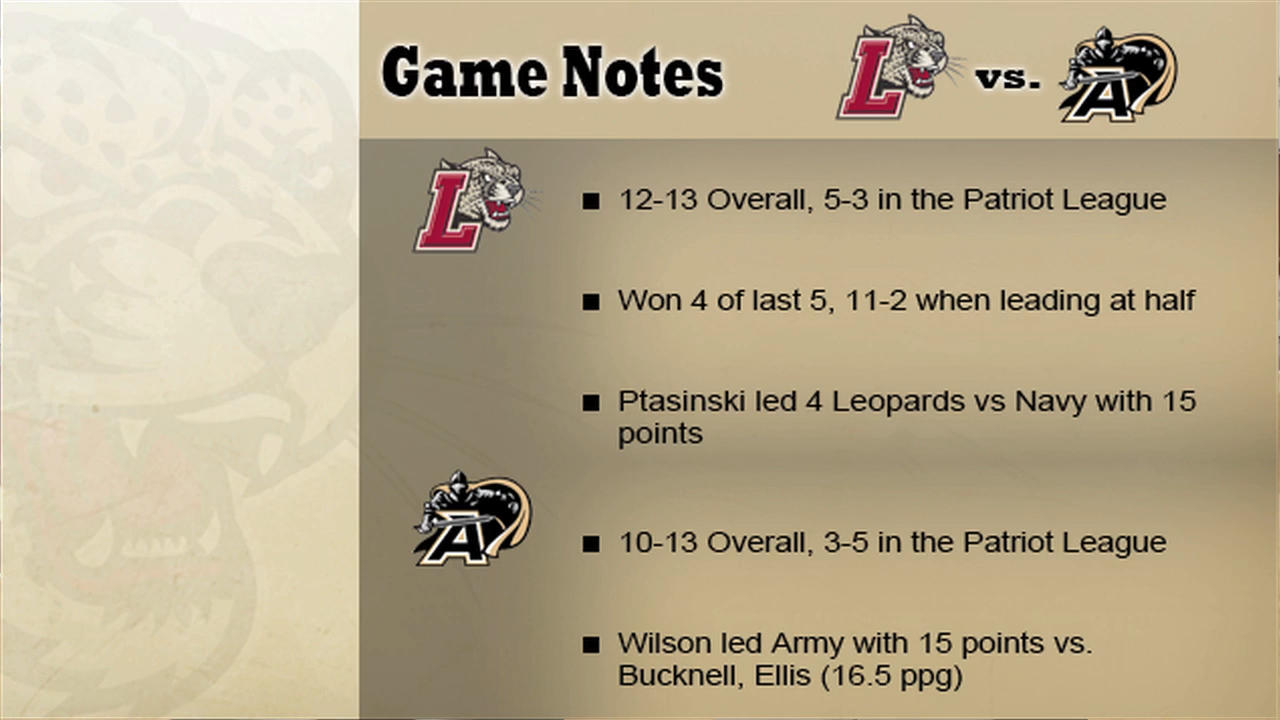 Game Notes
L vs. A
L
■ 12-13 Overall, 5-3 in the Patriot League
■ Won 4 of last 5, 11-2 when leading at half
■ Ptasinski led 4 Leopards vs Navy with 15
points
A
■ 10-13 Overall, 3-5 in the Patriot League
■ Wilson led Army with 15 points vs.
Bucknell, Ellis (16.5 ppg)